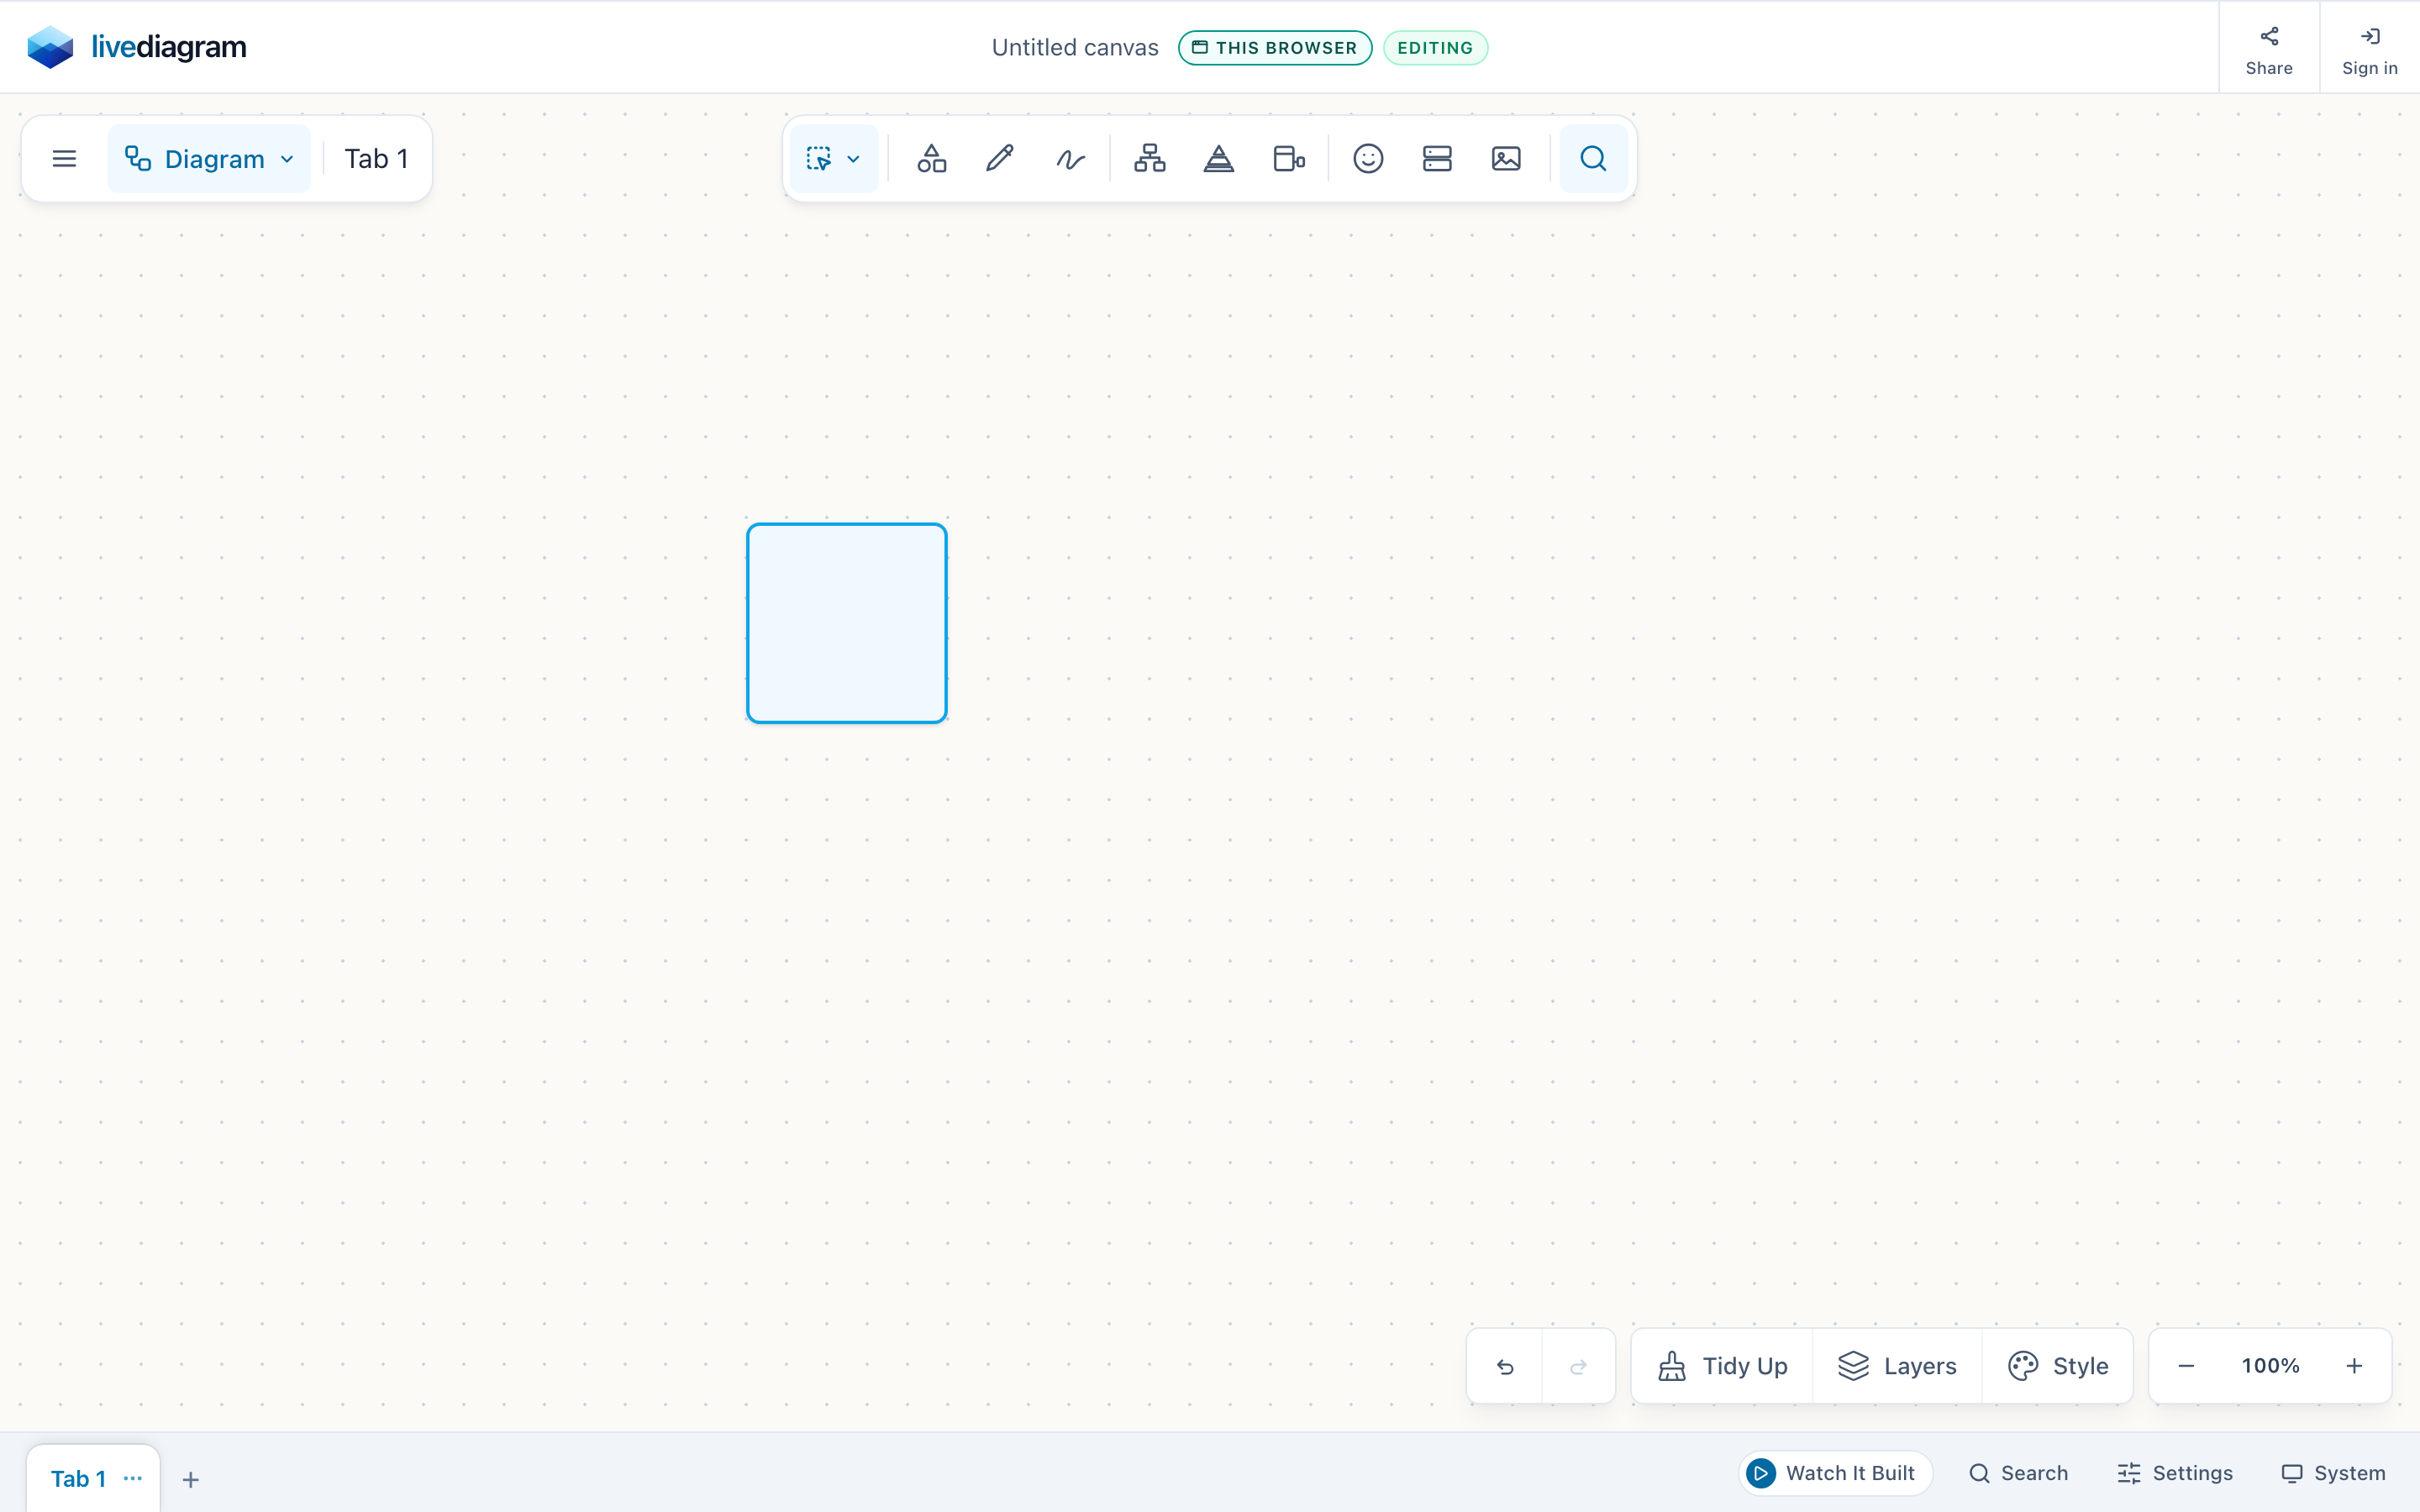 livediagram
Untitled canvas
THIS BROWSER
EDITING
Share
Sign in
Diagram
Tab 1
Tidy Up
Layers
Style
100%
Tab 1
Watch It Built
Search
Settings
System